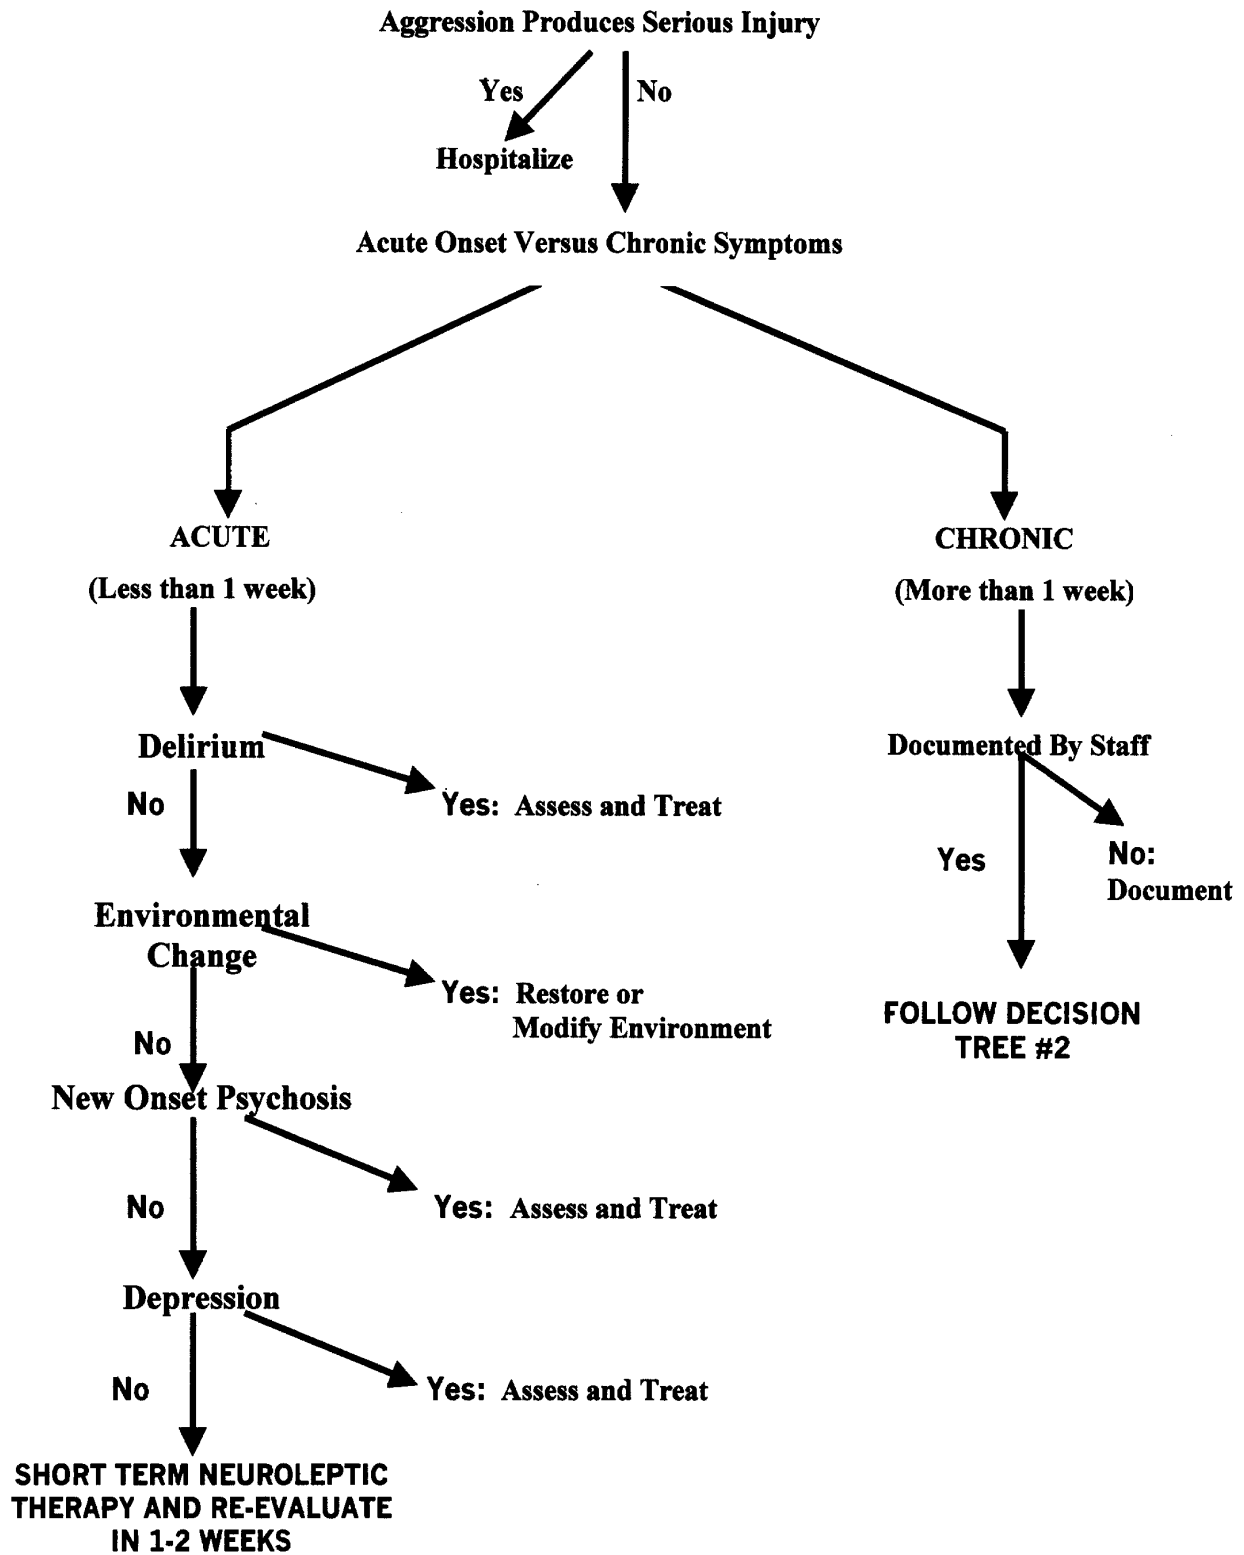 Aggression Produces Serious Injury
Yes
No
Hospitalize
Acute Onset Versus Chronic Symptoms
ACUTE
(Less than 1 week)
CHRONIC
(More than 1 week)
Delirium
No
Yes: Assess and Treat
Environmental
Change
No
Yes: Restore or
Modify Environment
New Onset Psychosis
No
Yes: Assess and Treat
Depression
No
Yes: Assess and Treat
SHORT TERM NEUROLEPTIC
THERAPY AND RE-EVALUATE
IN 1-2 WEEKS
Documented By Staff
Yes
No:
Document
FOLLOW DECISION
TREE #2